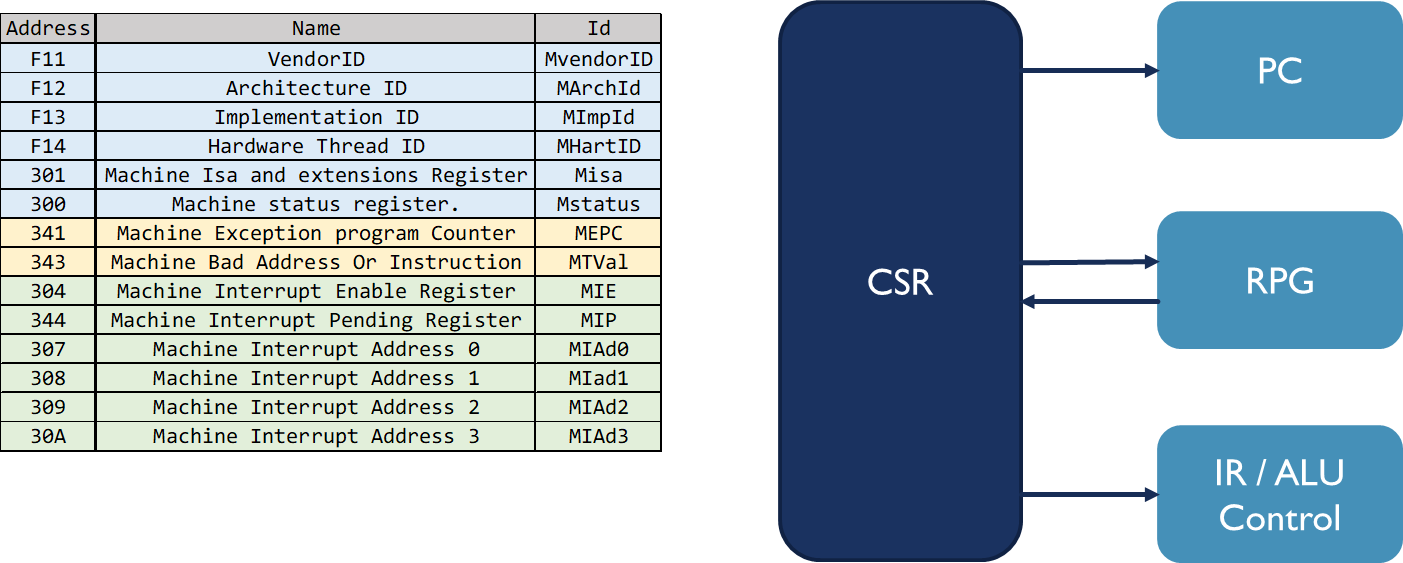 Address Name Id
F11 VendorID MvendorID
F12 Architecture ID MArchId
F13 Implementation ID MImpId
F14 Hardware Thread ID MHartID
301 Machine Isa and extensions Register Misa
300 Machine status register. Mstatus
341 Machine Exception program Counter MEPC
343 Machine Bad Address Or Instruction MTVal
304 Machine Interrupt Enable Register MIE
344 Machine Interrupt Pending Register MIP
307 Machine Interrupt Address 0 MIAd0
308 Machine Interrupt Address 1 MIad1
309 Machine Interrupt Address 2 MIAd2
30A Machine Interrupt Address 3 MIAd3
CSR
PC
RPG
IR / ALU
Control